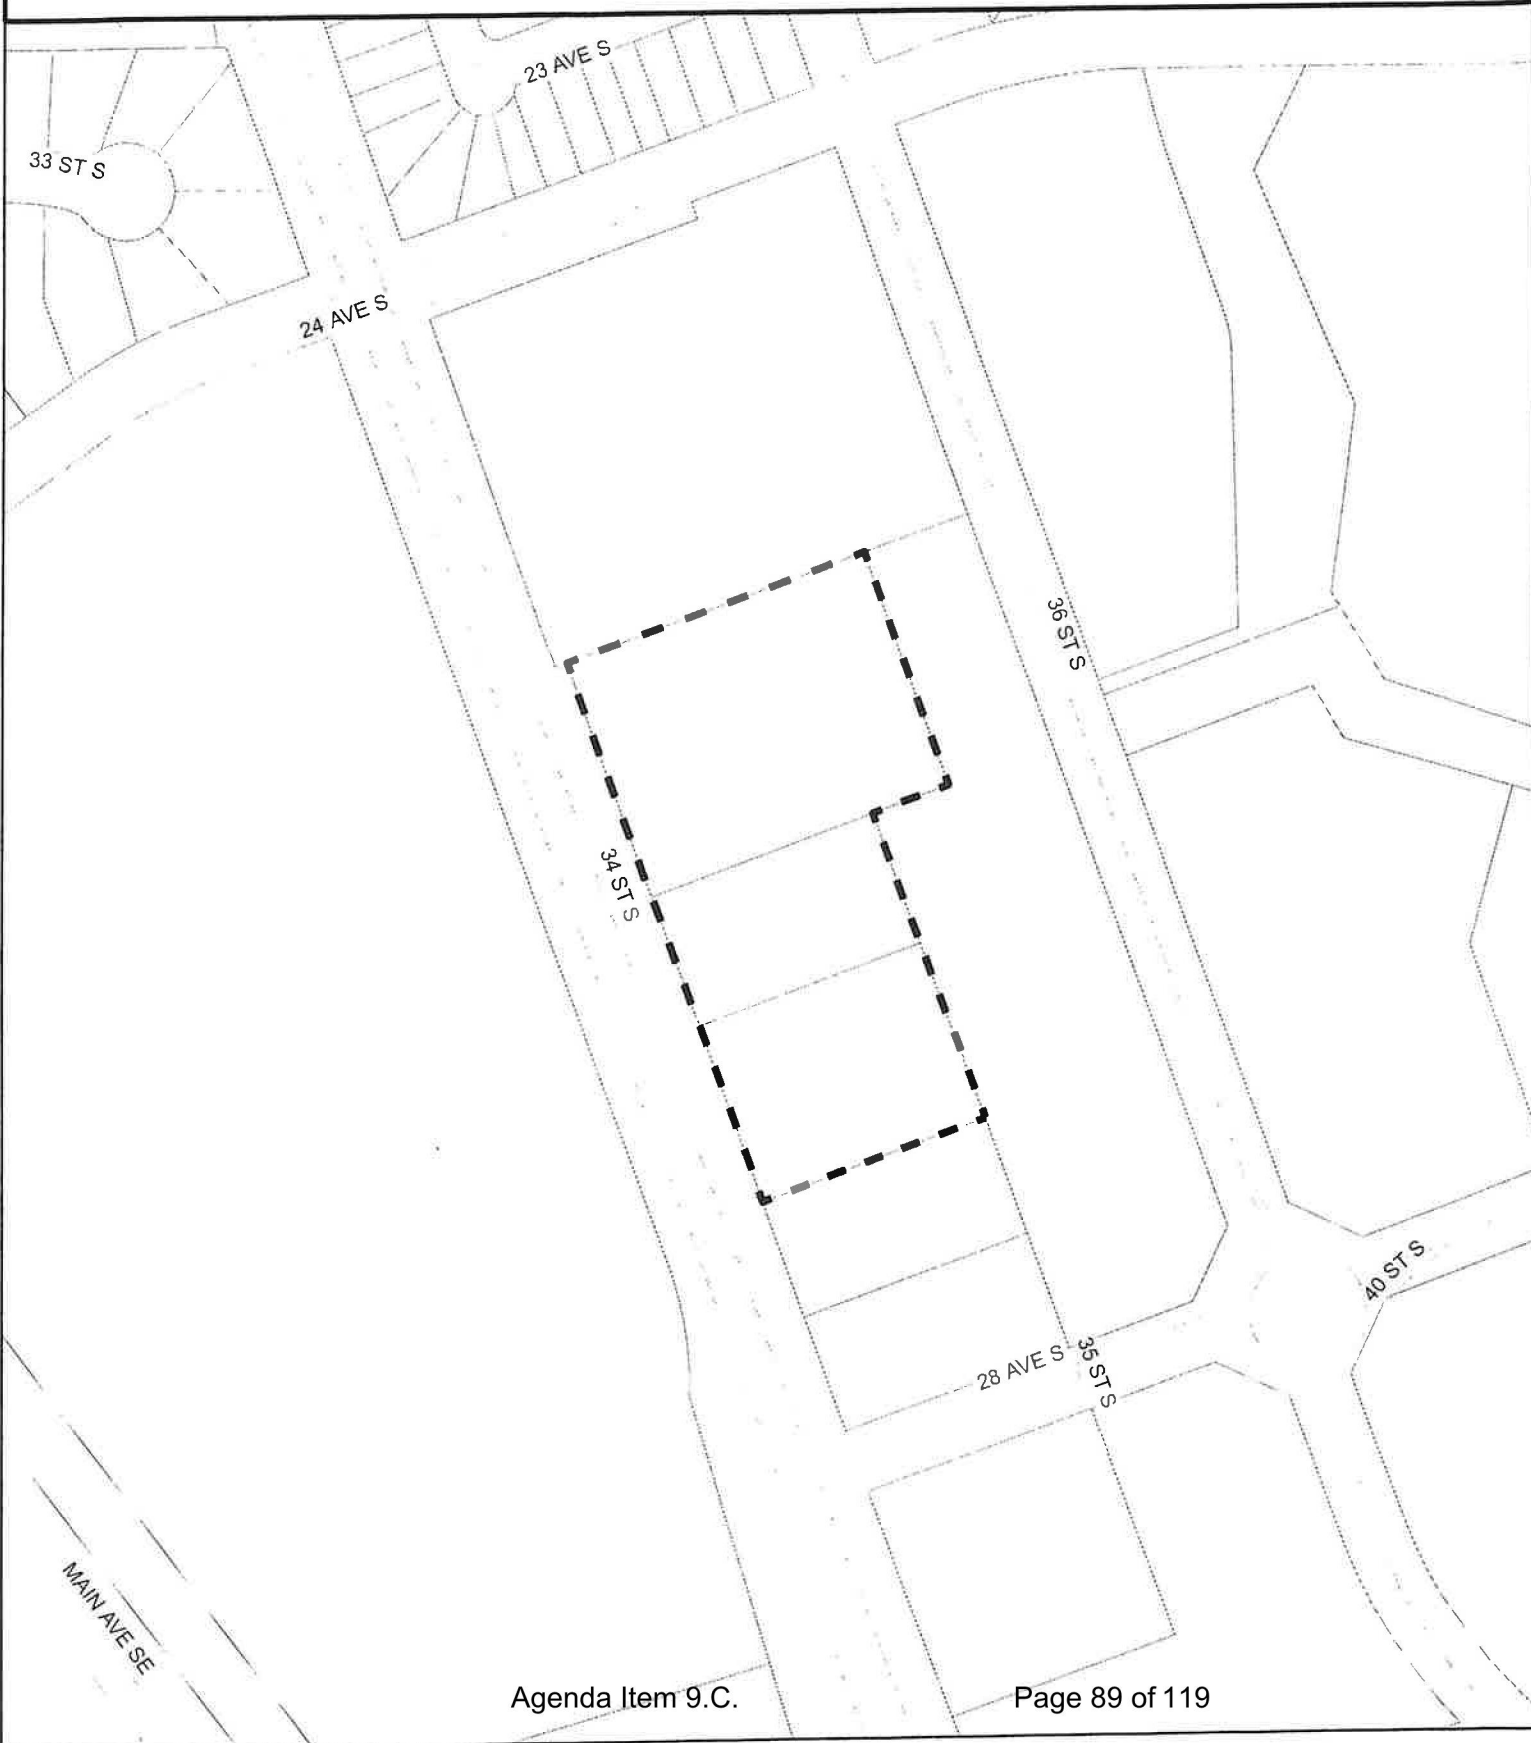 23 AVE S
33 ST S
24 AVE S
36 ST S
34 ST S
40 ST S
28 AVE S
35 ST S
MAIN AVE SE
Agenda Item 9.C.
Page 89 of 119